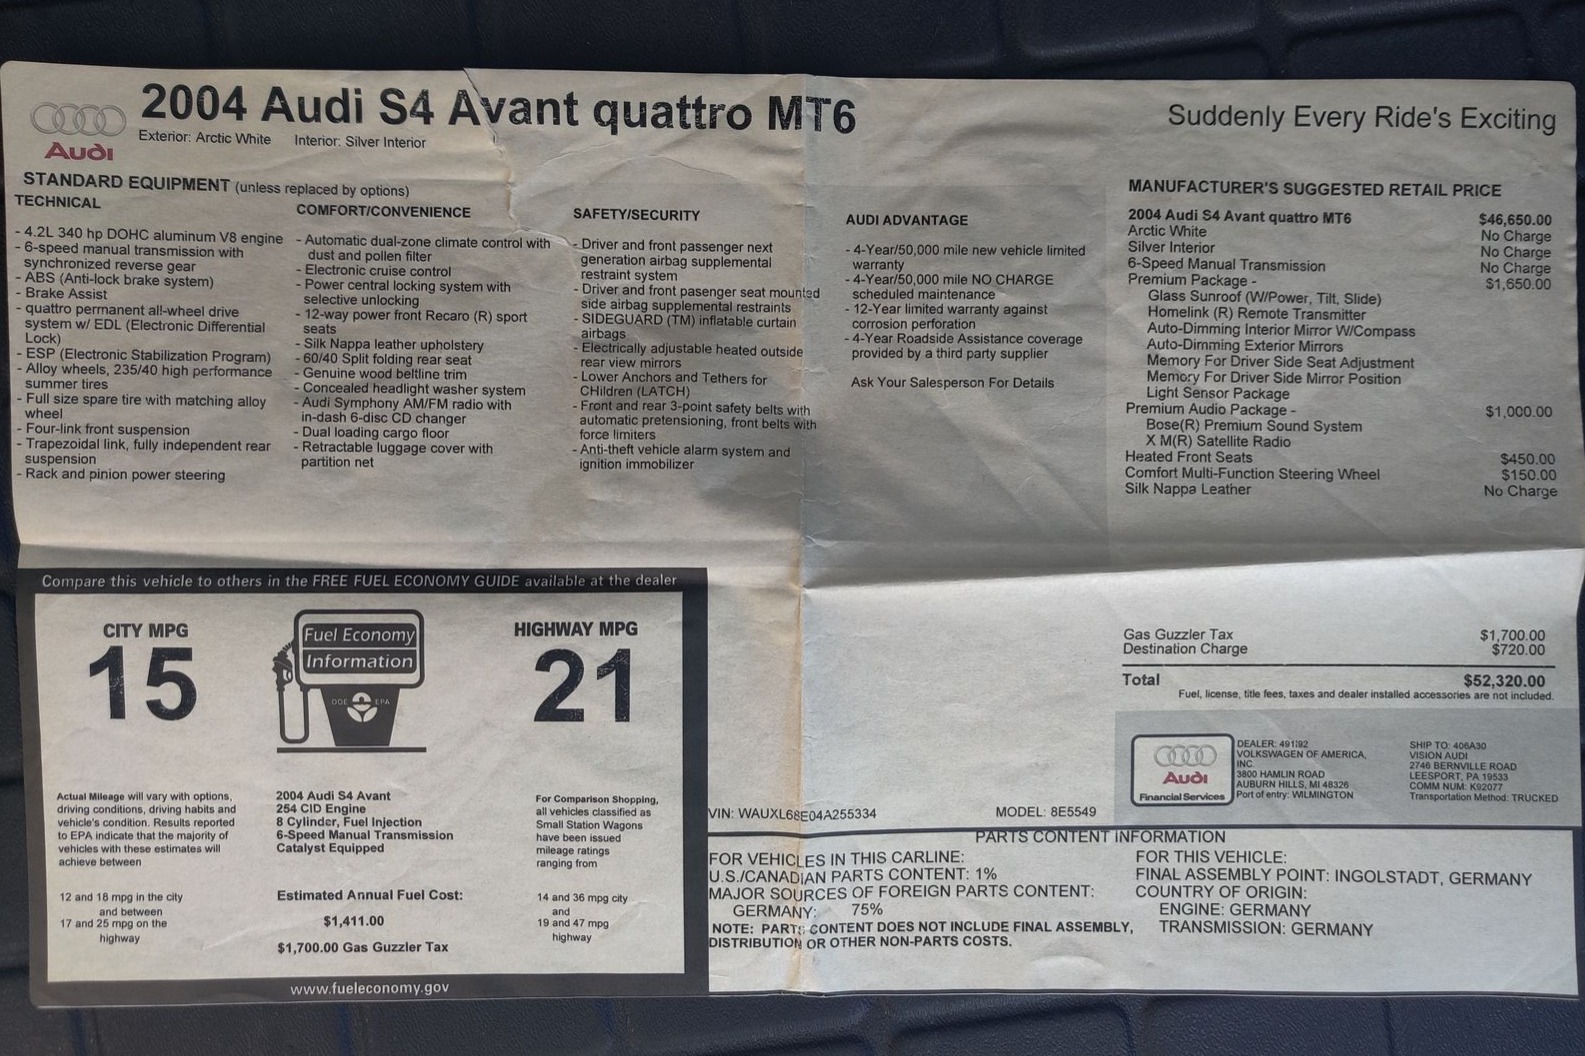 2004 Audi S4 Avant quattro MT6
Suddenly Every Ride's Exciting
Audi
Exterior: Arctic White Interior: Silver Interior
STANDARD EQUIPMENT (unless replaced by options)
TECHNICAL
- 4.2L 340 hp DOHC aluminum V8 engine
- 6-speed manual transmission with
synchronized reverse gear
- ABS (Anti-lock brake system)
- Brake Assist
- quattro permanent all-wheel drive
system w/ EDL (Electronic Differential
Lock)
- ESP (Electronic Stabilization Program)
- Alloy wheels, 235/40 high performance
summer tires
- Full size spare tire with matching alloy
wheel
- Four-link front suspension
- Trapezoidal link, fully independent rear
suspension
- Rack and pinion power steering
COMFORT/CONVENIENCE
- Automatic dual-zone climate control with
dust and pollen filter
- Electronic cruise control
- Power central locking system with
selective unlocking
- 12-way power front Recaro (R) sport
seats
- Silk Nappa leather upholstery
- 60/40 Split folding rear seat
- Genuine wood beltline trim
- Concealed headlight washer system
- Audi Symphony AM/FM radio with
in-dash 6-disc CD changer
- Dual loading cargo floor
- Retractable luggage cover with
partition net
SAFETY/SECURITY
- Driver and front passenger next
generation airbag supplemental
restraint system
- Driver and front pasenger seat mounted
side airbag supplemental restraints
- SIDEGUARD (TM) inflatable curtain
airbags
- Electrically adjustable heated outside
rear view mirrors
- Lower Anchors and Tethers for
CHildren (LATCH)
- Front and rear 3-point safety belts with
automatic pretensioning, front belts with
force limiters
- Anti-theft vehicle alarm system and
ignition immobilizer
AUDI ADVANTAGE
- 4-Year/50,000 mile new vehicle limited
warranty
- 4-Year/50,000 mile NO CHARGE
scheduled maintenance
- 12-Year limited warranty against
corrosion perforation
- 4-Year Roadside Assistance coverage
provided by a third party supplier
Ask Your Salesperson For Details
MANUFACTURER'S SUGGESTED RETAIL PRICE
2004 Audi S4 Avant quattro MT6 $46,650.00
Arctic White No Charge
Silver Interior No Charge
6-Speed Manual Transmission No Charge
Premium Package - $1,650.00
Glass Sunroof (W/Power, Tilt, Slide)
Homelink (R) Remote Transmitter
Auto-Dimming Interior Mirror W/Compass
Auto-Dimming Exterior Mirrors
Memory For Driver Side Seat Adjustment
Memory For Driver Side Mirror Position
Light Sensor Package
Premium Audio Package - $1,000.00
Bose(R) Premium Sound System
X M(R) Satellite Radio
Heated Front Seats $450.00
Comfort Multi-Function Steering Wheel $150.00
Silk Nappa Leather No Charge
Gas Guzzler Tax $1,700.00
Destination Charge $720.00
Total $52,320.00
Fuel, license, title fees, taxes and dealer installed accessories are not included.
Compare this vehicle to others in the FREE FUEL ECONOMY GUIDE available at the dealer
CITY MPG
15
Fuel Economy
Information
DOE EPA
HIGHWAY MPG
21
Actual Mileage will vary with options,
driving conditions, driving habits and
vehicle's condition. Results reported
to EPA indicate that the majority of
vehicles with these estimates will
achieve between
12 and 18 mpg in the city
and between
17 and 25 mpg on the
highway
2004 Audi S4 Avant
254 CID Engine
8 Cylinder, Fuel Injection
6-Speed Manual Transmission
Catalyst Equipped
Estimated Annual Fuel Cost:
$1,411.00
$1,700.00 Gas Guzzler Tax
For Comparison Shopping,
all vehicles classified as
Small Station Wagons
have been issued
mileage ratings
ranging from
14 and 36 mpg city
and
19 and 47 mpg
highway
www.fueleconomy.gov
Audi
Financial Services
DEALER: 491192
VOLKSWAGEN OF AMERICA,
INC.
3800 HAMLIN ROAD
AUBURN HILLS, MI 48326
Port of entry: WILMINGTON
SHIP TO: 406A30
VISION AUDI
2746 BERNVILLE ROAD
LEESPORT, PA 19533
COMM NUM: K92077
Transportation Method: TRUCKED
VIN: WAUXL68E04A255334 MODEL: 8E5549
PARTS CONTENT INFORMATION
FOR VEHICLES IN THIS CARLINE:
U.S./CANADIAN PARTS CONTENT: 1%
MAJOR SOURCES OF FOREIGN PARTS CONTENT:
GERMANY: 75%
NOTE: PARTS CONTENT DOES NOT INCLUDE FINAL ASSEMBLY,
DISTRIBUTION OR OTHER NON-PARTS COSTS.
FOR THIS VEHICLE:
FINAL ASSEMBLY POINT: INGOLSTADT, GERMANY
COUNTRY OF ORIGIN:
ENGINE: GERMANY
TRANSMISSION: GERMANY